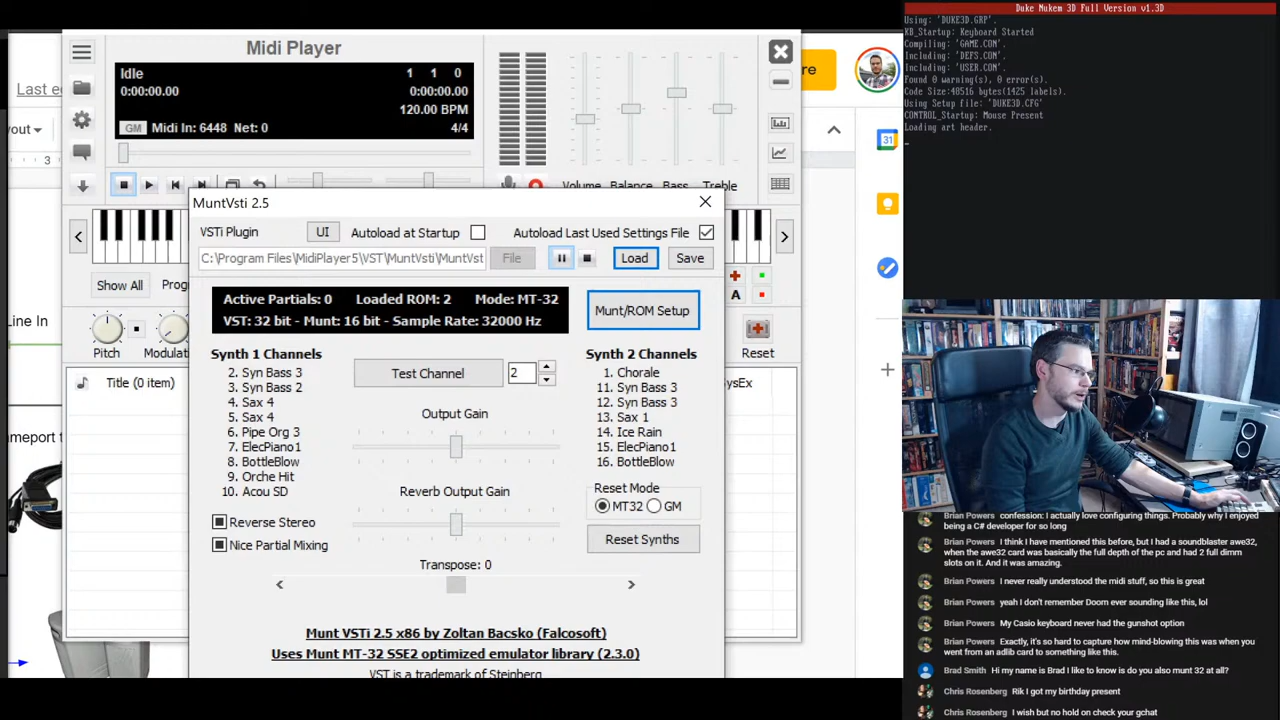 Duke Nukem 3D Full Version v1.3D
Using: 'DUKE3D.GRP'.
KB_Startup: Keyboard Started
Compiling: 'GAME.CON'.
Including: 'DEFS.CON'.
Including: 'USER.CON'.
Found 0 warning(s), 0 error(s).
Code Size:40516 bytes(1425 labels).
Using Setup file: 'DUKE3D.CFG'
CONTROL_Startup: Mouse Present
Loading art header.
Last e
yout
3
ameport t
Line In
re
31
Midi Player
Idle
1 1 0
0:00:00.00
0:00:00.00
120.00 BPM
GM
Midi In: 6448 Net: 0
4/4
Volume
Balance
Bass
Treble
Show All
Prog
A
Pitch
Modulati
Reset
Title (0 item)
SysEx
MuntVsti 2.5
VSTi Plugin
UI
Autoload at Startup
Autoload Last Used Settings File
C:\Program Files\MidiPlayer5\VST\MuntVsti\MuntVst
File
Load
Save
Active Partials: 0 Loaded ROM: 2 Mode: MT-32
VST: 32 bit - Munt: 16 bit - Sample Rate: 32000 Hz
Munt/ROM Setup
Synth 1 Channels
2. Syn Bass 3
3. Syn Bass 2
4. Sax 4
5. Sax 4
6. Pipe Org 3
7. ElecPiano1
8. BottleBlow
9. Orche Hit
10. Acou SD
Test Channel
2
Output Gain
Reverb Output Gain
Synth 2 Channels
1. Chorale
11. Syn Bass 3
12. Syn Bass 3
13. Sax 1
14. Ice Rain
15. ElecPiano1
16. BottleBlow
Reset Mode
MT32
GM
Reverse Stereo
Nice Partial Mixing
Reset Synths
Transpose: 0
<
>
Munt VSTi 2.5 x86 by Zoltan Bacsko (Falcosoft)
Uses Munt MT-32 SSE2 optimized emulator library (2.3.0)
VST is a trademark of Steinberg
Brian Powers confession: I actually love configuring things. Probably why I enjoyed
being a C# developer for so long
Brian Powers I think I have mentioned this before, but I had a soundblaster awe32,
when the awe32 card was basically the full depth of the pc and had 2 full dimm
slots on it. And it was amazing.
Brian Powers I never really understood the midi stuff, so this is great
Brian Powers yeah I don't remember Doom ever sounding like this, lol
Brian Powers My Casio keyboard never had the gunshot option
Brian Powers Exactly, it's so hard to capture how mind-blowing this was when you
went from an adlib card to something like this.
Brad Smith Hi my name is Brad I like to know is do you also munt 32 at all?
Chris Rosenberg Rik I got my birthday present
Chris Rosenberg I wish but no hold on check your gchat